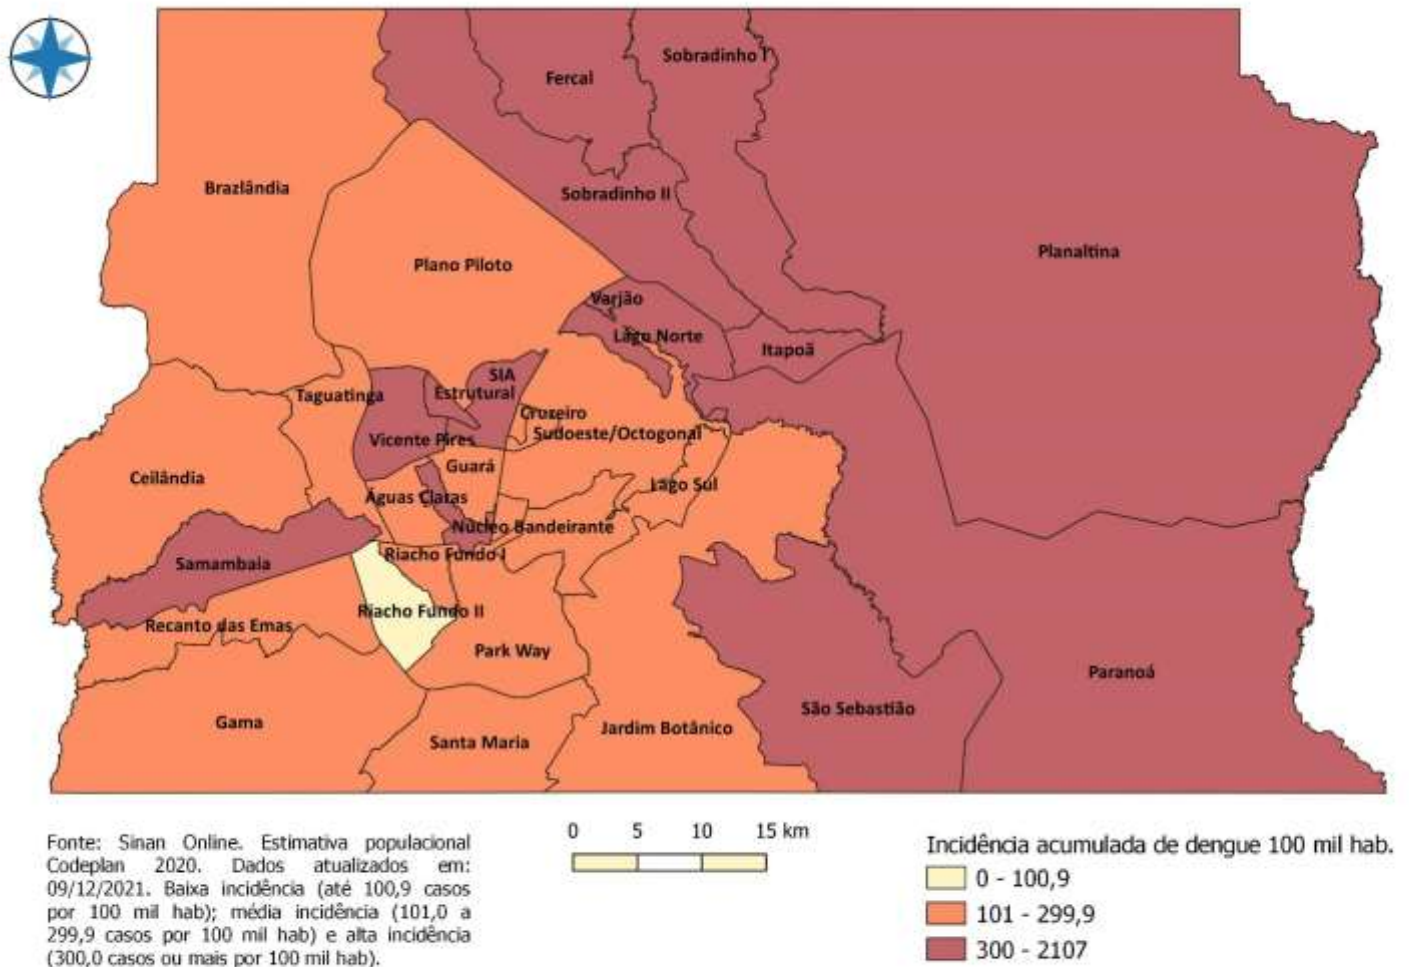 Fercal
Sobradinho I
Brazlândia
Sobradinho II
Plano Piloto
Planaltina
Varjão
Lago Norte
Itapoã
SIA
Taguatinga
Estrutural
Cruzeiro
Sudoeste/Octogonal
Vicente Pires
Guará
Ceilândia
Lago Sul
Águas Claras
Núcleo Bandeirante
Riacho Fundo I
Samambaia
Riacho Fundo II
Recanto das Emas
Park Way
Paranoá
São Sebastião
Gama
Jardim Botânico
Santa Maria
Fonte: Sinan Online. Estimativa populacional
Codeplan 2020. Dados atualizados em:
09/12/2021. Baixa incidência (até 100,9 casos
por 100 mil hab); média incidência (101,0 a
299,9 casos por 100 mil hab) e alta incidência
(300,0 casos ou mais por 100 mil hab).
0 5 10 15 km
Incidência acumulada de dengue 100 mil hab.
0 - 100,9
101 - 299,9
300 - 2107